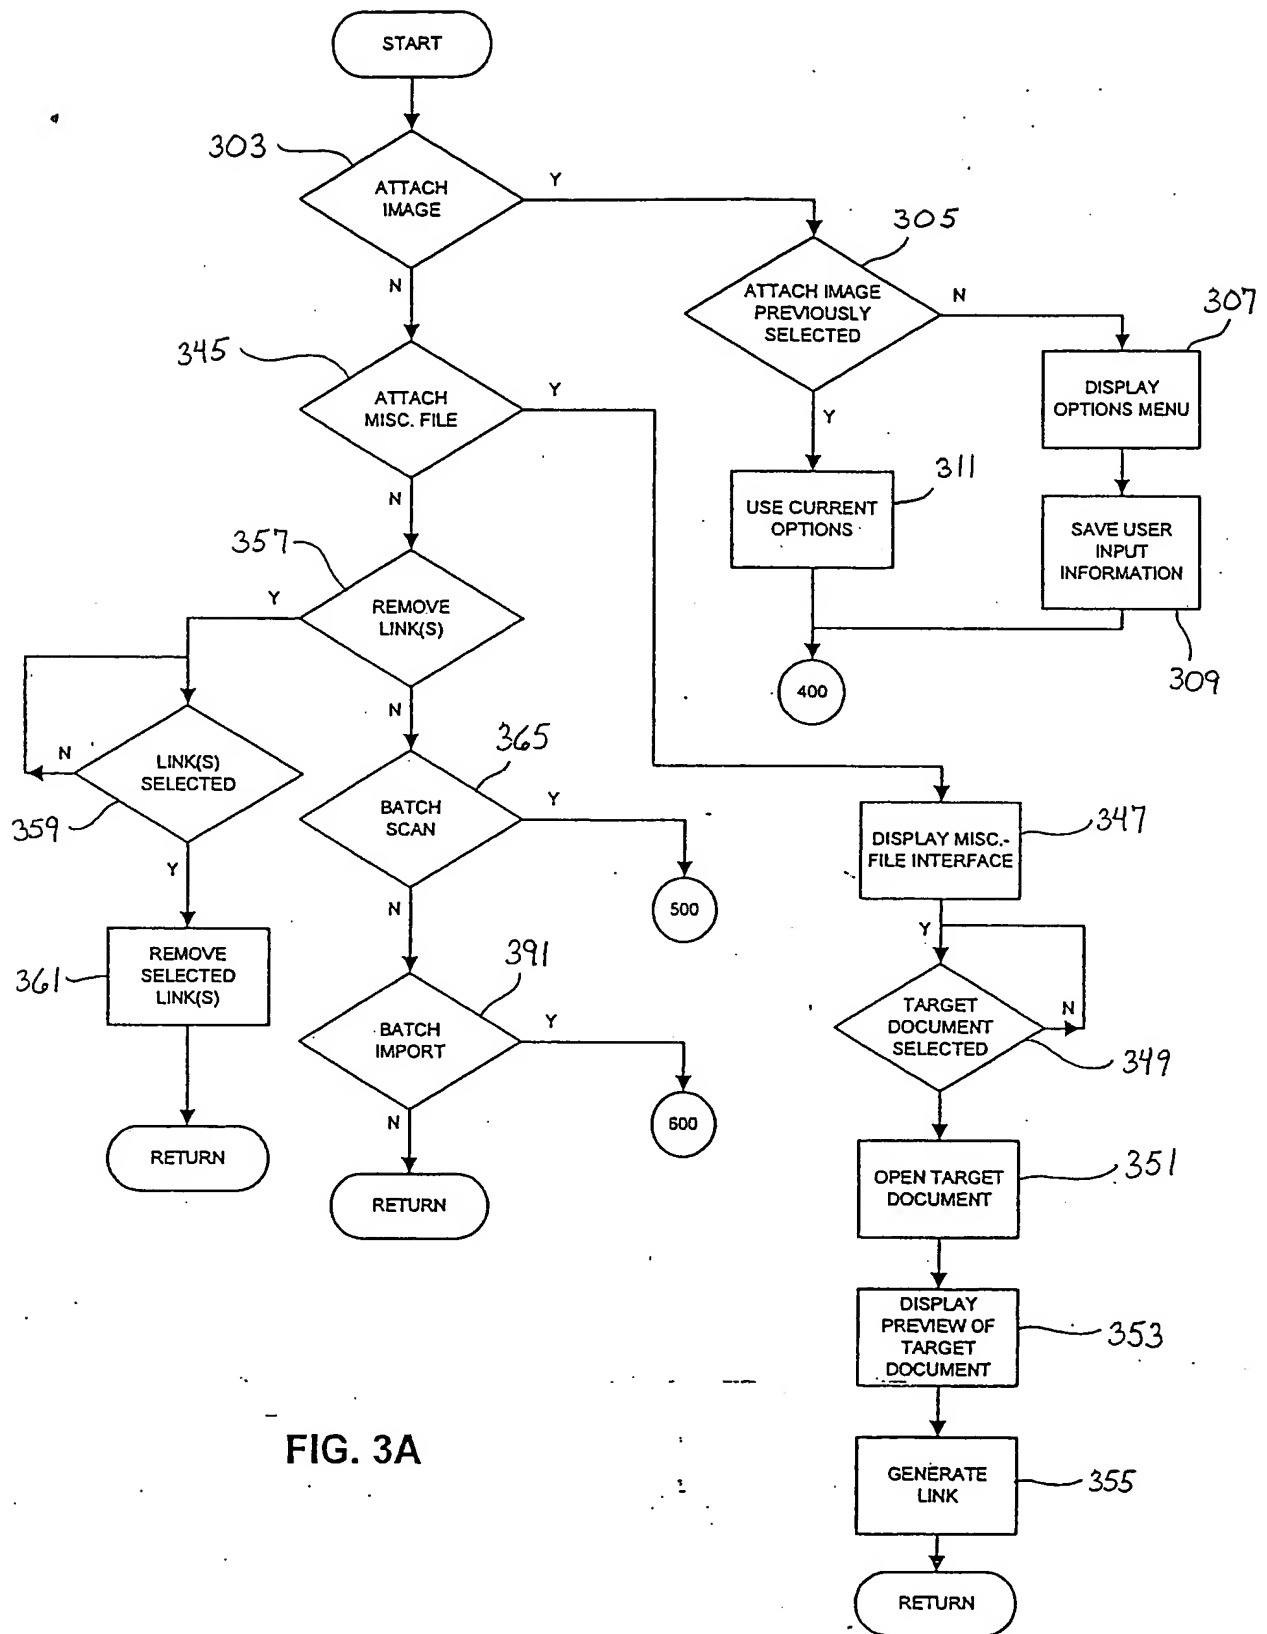 START
303
ATTACH
IMAGE
Y
N
305
ATTACH IMAGE
PREVIOUSLY
SELECTED
N
Y
307
DISPLAY
OPTIONS MENU
345
ATTACH
MISC. FILE
Y
N
311
USE CURRENT
OPTIONS
SAVE USER
INPUT
INFORMATION
309
400
357
REMOVE
LINK(S)
Y
N
LINK(S)
SELECTED
N
359
Y
365
BATCH
SCAN
Y
N
500
347
DISPLAY MISC.-
FILE INTERFACE
Y
TARGET
DOCUMENT
SELECTED
N
349
361
REMOVE
SELECTED
LINK(S)
RETURN
391
BATCH
IMPORT
Y
N
600
RETURN
OPEN TARGET
DOCUMENT
351
DISPLAY
PREVIEW OF
TARGET
DOCUMENT
353
GENERATE
LINK
355
RETURN
FIG. 3A